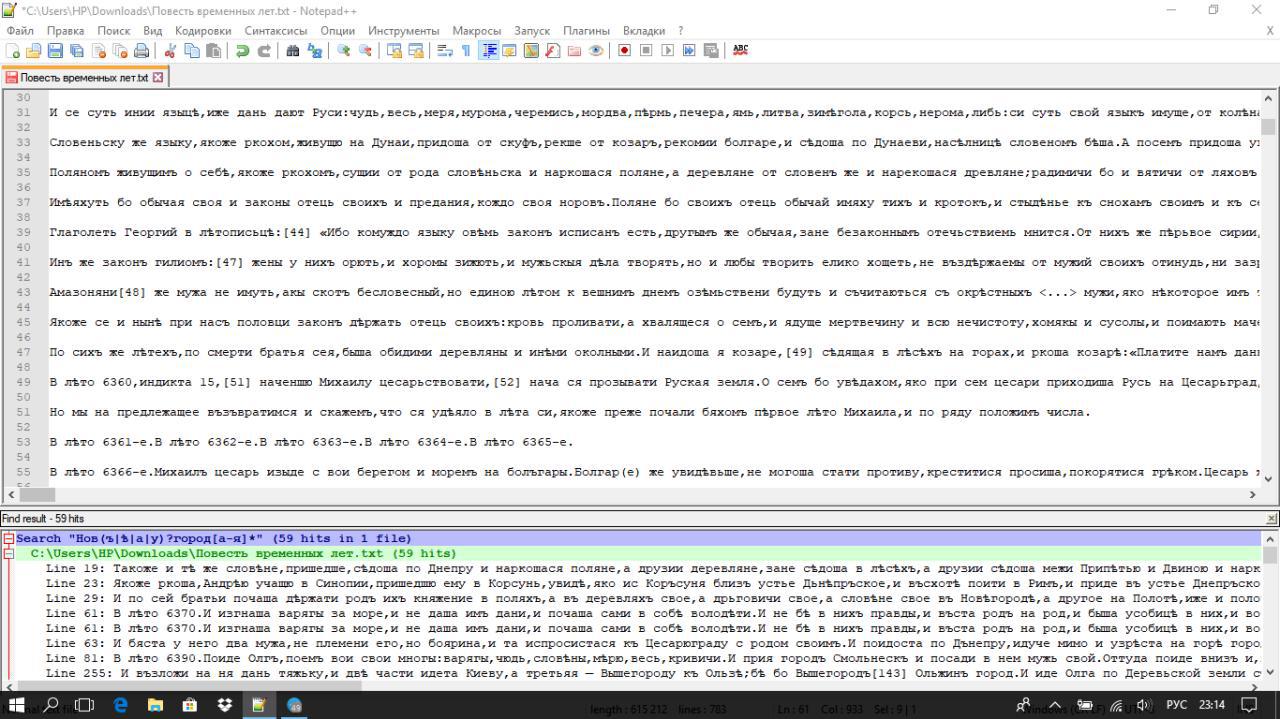 *C:\Users\HP\Downloads\Повесть временных лет.txt - Notepad++
Файл Правка Поиск Вид Кодировки Синтаксисы Опции Инструменты Макросы Запуск Плагины Вкладки ? X
Повесть временных лет.txt
30
31 И се суть инии языцѣ,иже дань дают Руси:чудь,весь,меря,мурома,черемись,мордва,пѣрмь,печера,ямь,литва,зимѣгола,корсь,нерома,либь:си суть свой языкъ имуще,от колѣна
32
33 Словеньску же языку,якоже ркохом,живущю на Дунаи,придоша от скуфъ,рекше от козаръ,рекомии болгаре,и сѣдоша по Дунаеви,насѣлницѣ словеном бѣша.А посемъ придоша
34
35 Поляномъ живущимъ о себѣ,якоже ркохомъ,сущии от рода словѣньска и наркошася поляне,а деревляне от словенъ же и нарекошася древляне;радимичи бо и вятичи от ляховъ
36
37 Имѣяхуть бо обычая своя и законы отець своихъ и предания,кождо своя норовъ.Поляне бо своихъ отець обычай имяху тихъ и кротокъ,и стыдѣнье къ снохамъ своимъ и къ
38
39 Глаголеть Георгий в лѣтописьцѣ:[44] «Ибо комуждо языку овѣмь законъ исписанъ есть,другымъ же обычая,зане безаконнымъ отечьствиемь мнится.От нихъ же пѣрьвое сирии,
40
41 Инъ же законъ гилиомъ:[47] жены у нихъ орють,и хоромы зижють,и мужьскыя дѣла творять,но и любы творить елико хощеть,не въздѣржаемы от мужий своихъ отинудь,ни
42
43 Амазоняни[48] же мужа не имуть,акы скотъ бесловесный,но единою лѣтом к вешнимъ днемъ озѣмствени будуть и съчитаються съ окрѣстныхъ <...> мужи,яко нѣкоторое имъ
44
45 Якоже се и нынѣ при насъ половци законъ дѣржать отець своихъ:кровь проливати,а хвалящеся о семъ,и ядуще мертвечину и всю нечистоту,хомякы и сусолы,и поимають
46
47 По сихъ же лѣтехъ,по смерти братья сея,быша обидими деревляны и инѣми околными.И наидоша я козаре,[49] сѣдящая в лѣсѣхъ на горах,и ркоша козарѣ:«Платите намъ
48
49 В лѣто 6360,индикта 15,[51] наченшю Михаилу цесарьствовати,[52] нача ся прозывати Руская земля.О семъ бо увѣдахом,яко при сем цесари приходиша Русь на Цесарьград,
50
51 Но мы на предлежащее възъвратимся и скажемъ,что ся удѣяло в лѣта си,якоже преже почали бяхомъ пѣрвое лѣто Михаила,и по ряду положимъ числа.
52
53 В лѣто 6361-е.В лѣто 6362-е.В лѣто 6363-е.В лѣто 6364-е.В лѣто 6365-е.
54
55 В лѣто 6366-е.Михаилъ цесарь изыде с вои берегом и моремъ на болъгары.Болгар(е) же увидѣвьше,не могоша стати противу,креститися просиша,покорятися грѣком.Цесарь
Find result - 59 hits
Search "Нов(ъ|ѣ|а|у)?город[а-я]*" (59 hits in 1 file)
C:\Users\HP\Downloads\Повесть временных лет.txt (59 hits)
Line 19: Такоже и тѣ же словѣне,пришедше,сѣдоша по Днепру и наркошася поляне,а друзии деревляне,зане сѣдоша в лѣсѣхъ,а друзии сѣдоша межи Припѣтью и Двиною и
Line 23: Якоже ркоша,Андрѣю учащю в Синопии,пришедшю ему в Корсунь,увидѣ,яко ис Коръсуня близъ устье Дьнѣпръское,и въсхотѣ поити в Римъ,и приде въ устье
Line 29: И по сей братьи почаша дѣржати родъ ихъ княжение в поляхъ,а въ деревляхъ свое,а дрьговичи свое,а словѣне свое въ Новѣгородѣ,а другое на Полотѣ,иже и
Line 61: В лѣто 6370.И изгнаша варягы за море,и не даша имъ дани,и почаша сами в собѣ володѣти.И не бѣ в нихъ правды,и въста родъ на род,и быша усобицѣ в них,и
Line 61: В лѣто 6370.И изгнаша варягы за море,и не даша имъ дани,и почаша сами в собѣ володѣти.И не бѣ в нихъ правды,и въста родъ на род,и быша усобицѣ в них,и
Line 63: И бяста у него два мужа,не племени его,но боярина,и та испросистася къ Цесарюграду с родом своимъ.И поидоста по Дънепру,идуче мимо и узрѣста на горѣ
Line 81: В лѣто 6390.Поиде Олгъ,поем вои свои многы:варягы,чюдь,словѣны,мѣрю,весь,кривичи.И прия городъ Смольнескъ и посади в нем мужь свой.Оттуда поиде внизъ и,
Line 255: И възложи на ня дань тяжьку,и двѣ части идета Киеву,а третьяя — Вышегороду къОльзѣ;бѣ бо Вышегородъ[143] Ольжинъ город.И иде Олга по Деревьской земли
length : 615 212 lines : 783 Ln : 61 Col : 933 Sel : 9 | 1
РУС 23:14